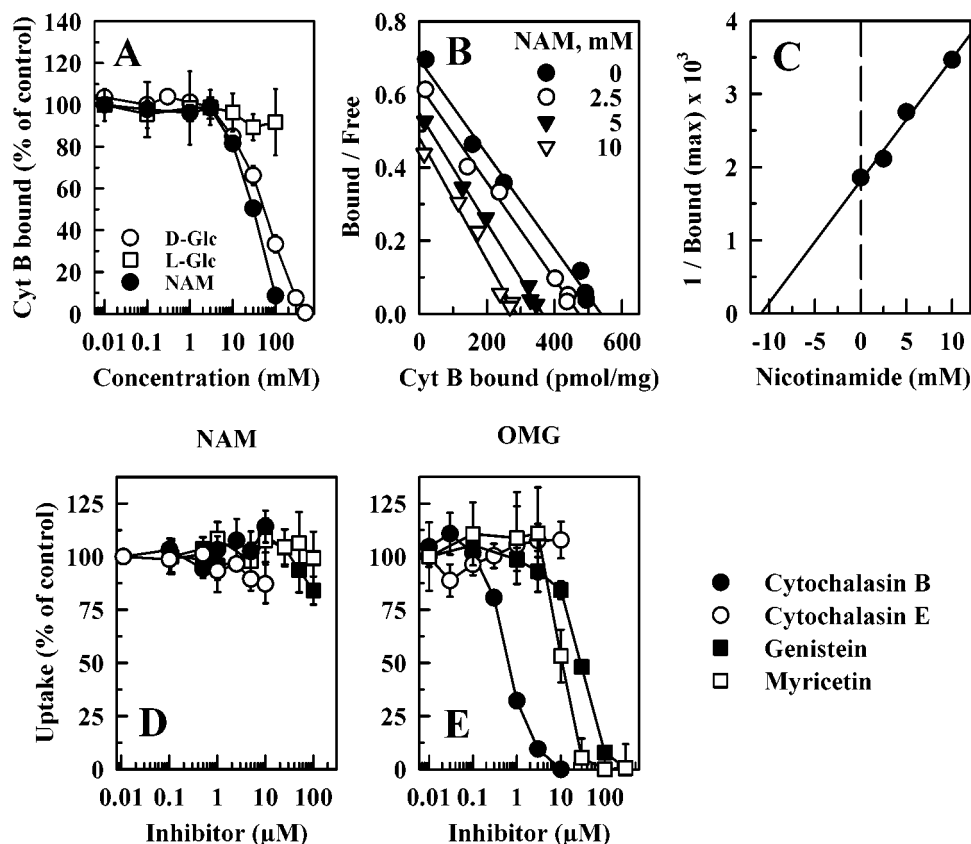 A
Cyt B bound (% of control)
140
120
100
80
60
40
20
0
D-Glc
L-Glc
NAM
0.01 0.1 1 10 100
Concentration (mM)
B
Bound / Free
0.8
0.6
0.4
0.2
0.0
NAM, mM
0
2.5
5
10
0 200 400 600
Cyt B bound (pmol/mg)
C
1 / Bound (max) x 10³
4
3
2
1
0
-10 -5 0 5 10
Nicotinamide (mM)
NAM
D
Uptake (% of control)
125
100
75
50
25
0
0.01 0.1 1 10 100
Inhibitor (µM)
OMG
E
125
100
75
50
25
0
0.01 0.1 1 10 100
Inhibitor (µM)
Cytochalasin B
Cytochalasin E
Genistein
Myricetin